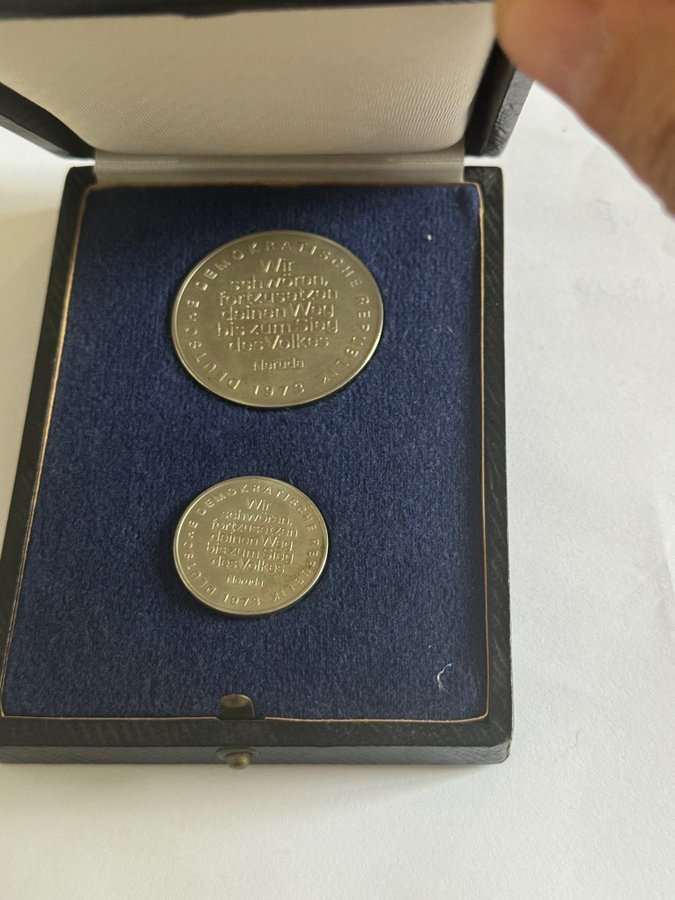 DEUTSCHE DEMOKRATISCHE REPUBLIK
Wir
schwören,
fortzusetzen
deinen Weg
bis zum Sieg
des Volkes
Neruda
1973
DEUTSCHE DEMOKRATISCHE REPUBLIK
Wir
schwören,
fortzusetzen
deinen Weg
bis zum Sieg
des Volkes
Neruda
1973